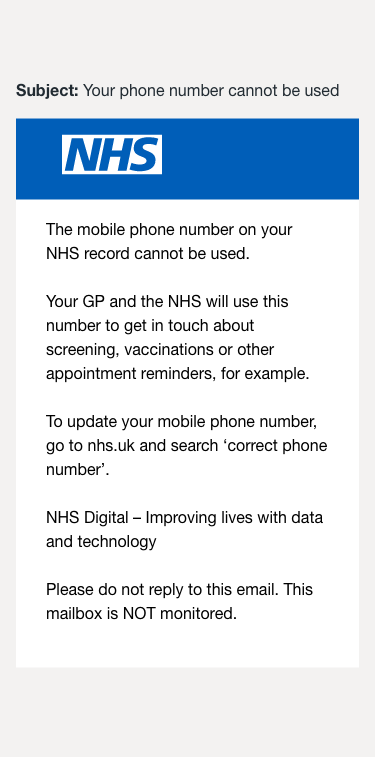 Subject: Your phone number cannot be used
NHS
The mobile phone number on your
NHS record cannot be used.
Your GP and the NHS will use this
number to get in touch about
screening, vaccinations or other
appointment reminders, for example.
To update your mobile phone number,
go to nhs.uk and search ‘correct phone
number’.
NHS Digital – Improving lives with data
and technology
Please do not reply to this email. This
mailbox is NOT monitored.